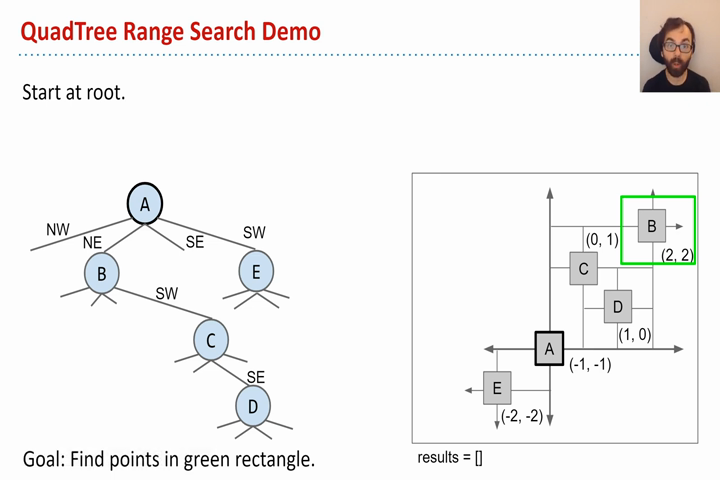 QuadTree Range Search Demo
Start at root.
A
NW
NE
SE
SW
B
E
SW
C
SE
D
B
(0, 1)
(2, 2)
C
D
(1, 0)
A
(-1, -1)
E
(-2, -2)
Goal: Find points in green rectangle.
results = []